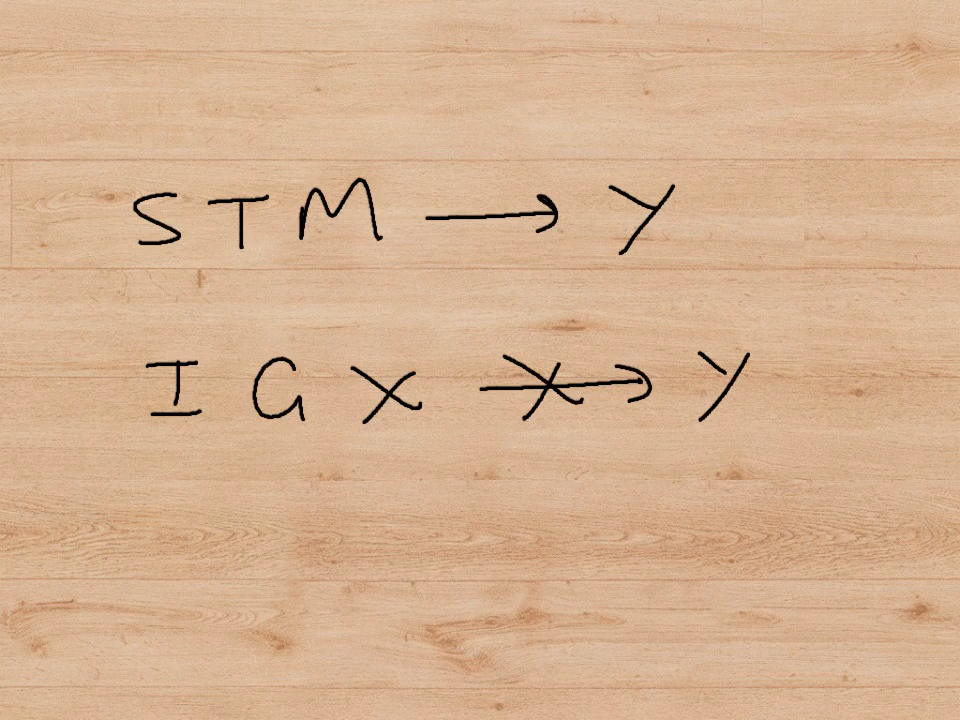 STM → Y
IGX ↛ Y